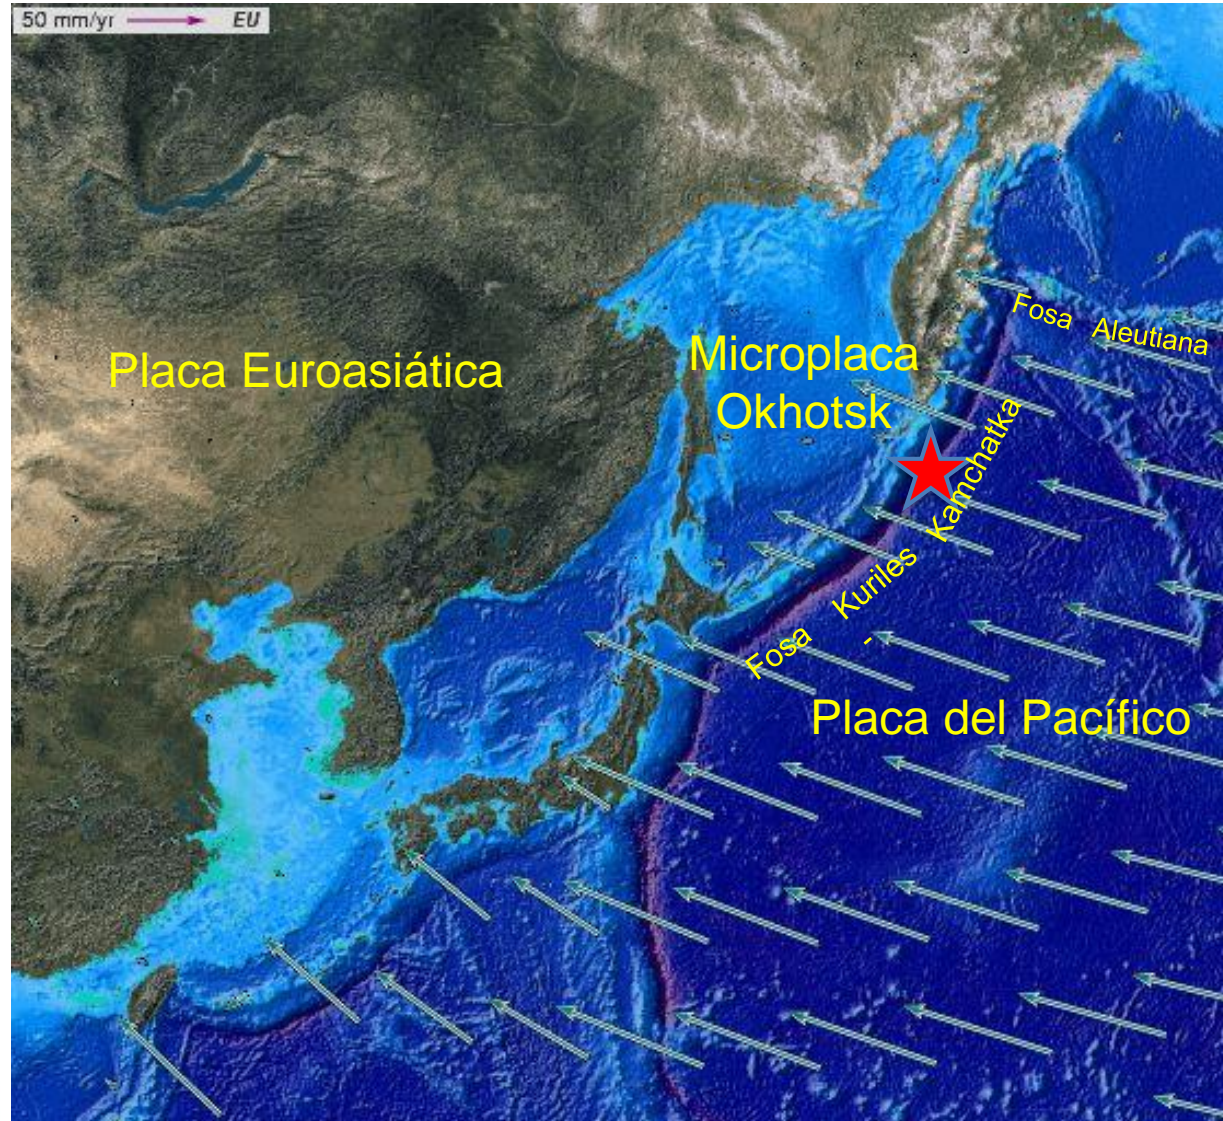 50 mm/yr EU
Fosa Aleutiana
Placa Euroasiática
Microplaca
Okhotsk
Fosa Kuriles - Kamchatka
Placa del Pacífico